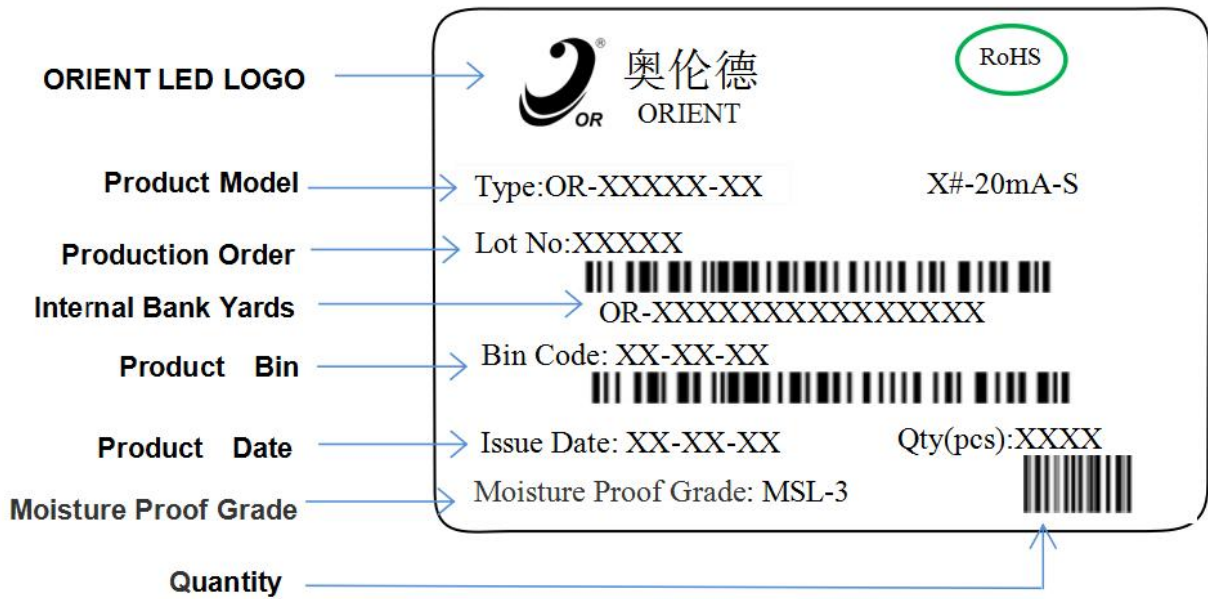 ORIENT LED LOGO
® 奥伦德
OR ORIENT
RoHS
Product Model
Type:OR-XXXXX-XX
X#-20mA-S
Production Order
Lot No:XXXXX
Internal Bank Yards
OR-XXXXXXXXXXXXXXX
Product Bin
Bin Code: XX-XX-XX
Product Date
Issue Date: XX-XX-XX
Qty(pcs):XXXX
Moisture Proof Grade
Moisture Proof Grade: MSL-3
Quantity